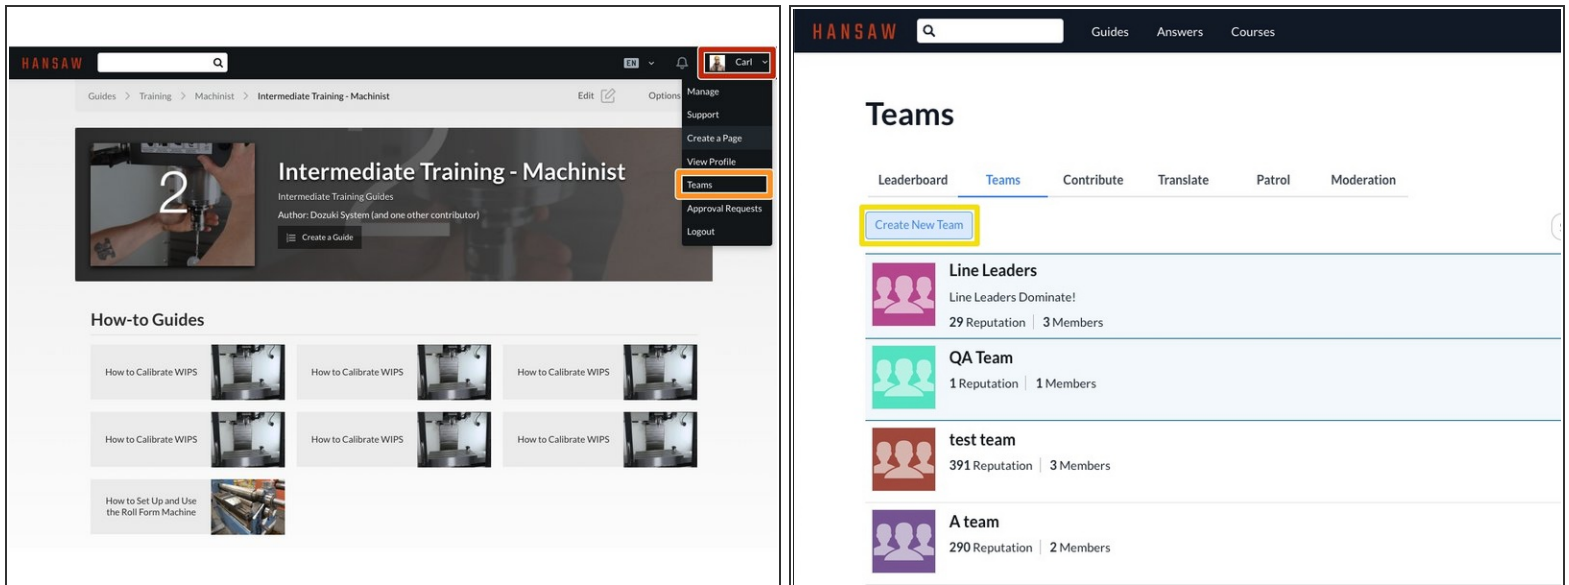 HANSAW
EN
Carl
Guides > Training > Machinist > Intermediate Training - Machinist
Edit
Options
Manage
Support
Create a Page
View Profile
Teams
Approval Requests
Logout
2
Intermediate Training - Machinist
Intermediate Training Guides
Author: Dozuki System (and one other contributor)
Create a Guide
How-to Guides
How to Calibrate WIPS
How to Calibrate WIPS
How to Calibrate WIPS
How to Calibrate WIPS
How to Calibrate WIPS
How to Calibrate WIPS
How to Set Up and Use
the Roll Form Machine
HANSAW
Guides
Answers
Courses
Teams
Leaderboard
Teams
Contribute
Translate
Patrol
Moderation
Create New Team
Line Leaders
Line Leaders Dominate!
29 Reputation | 3 Members
QA Team
1 Reputation | 1 Members
test team
391 Reputation | 3 Members
A team
290 Reputation | 2 Members